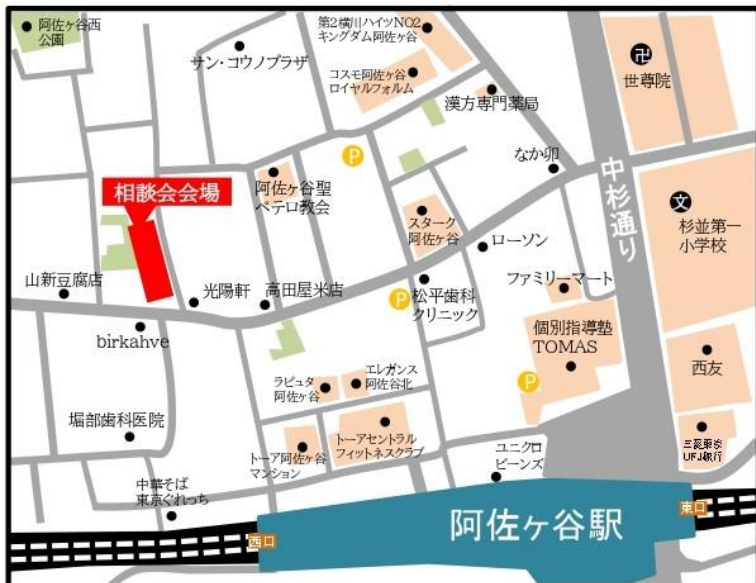 阿佐ヶ谷西
公園
サン・コウノプラザ
第2横川ハイツNO2
キングダム阿佐ヶ谷
コスモ阿佐ヶ谷
ロイヤルフォルム
漢方専門薬局
卍
世尊院
なか卯
中杉通り
文
杉並第一
小学校
P
阿佐ヶ谷聖
ペテロ教会
相談会会場
スターク
阿佐ヶ谷
ローソン
ファミリーマート
山新豆腐店
光陽軒
高田屋米店
P
松平歯科
クリニック
birkahve
個別指導塾
TOMAS
西友
ラピュタ
阿佐ヶ谷
エレガンス
阿佐谷北
P
堀部歯科医院
トーア阿佐ヶ谷
マンション
トーアセントラル
フィットネスクラブ
ユニクロ
ビーンズ
三菱東京
UFJ銀行
中華そば
東京ぐれっち
西口
阿佐ヶ谷駅
東口